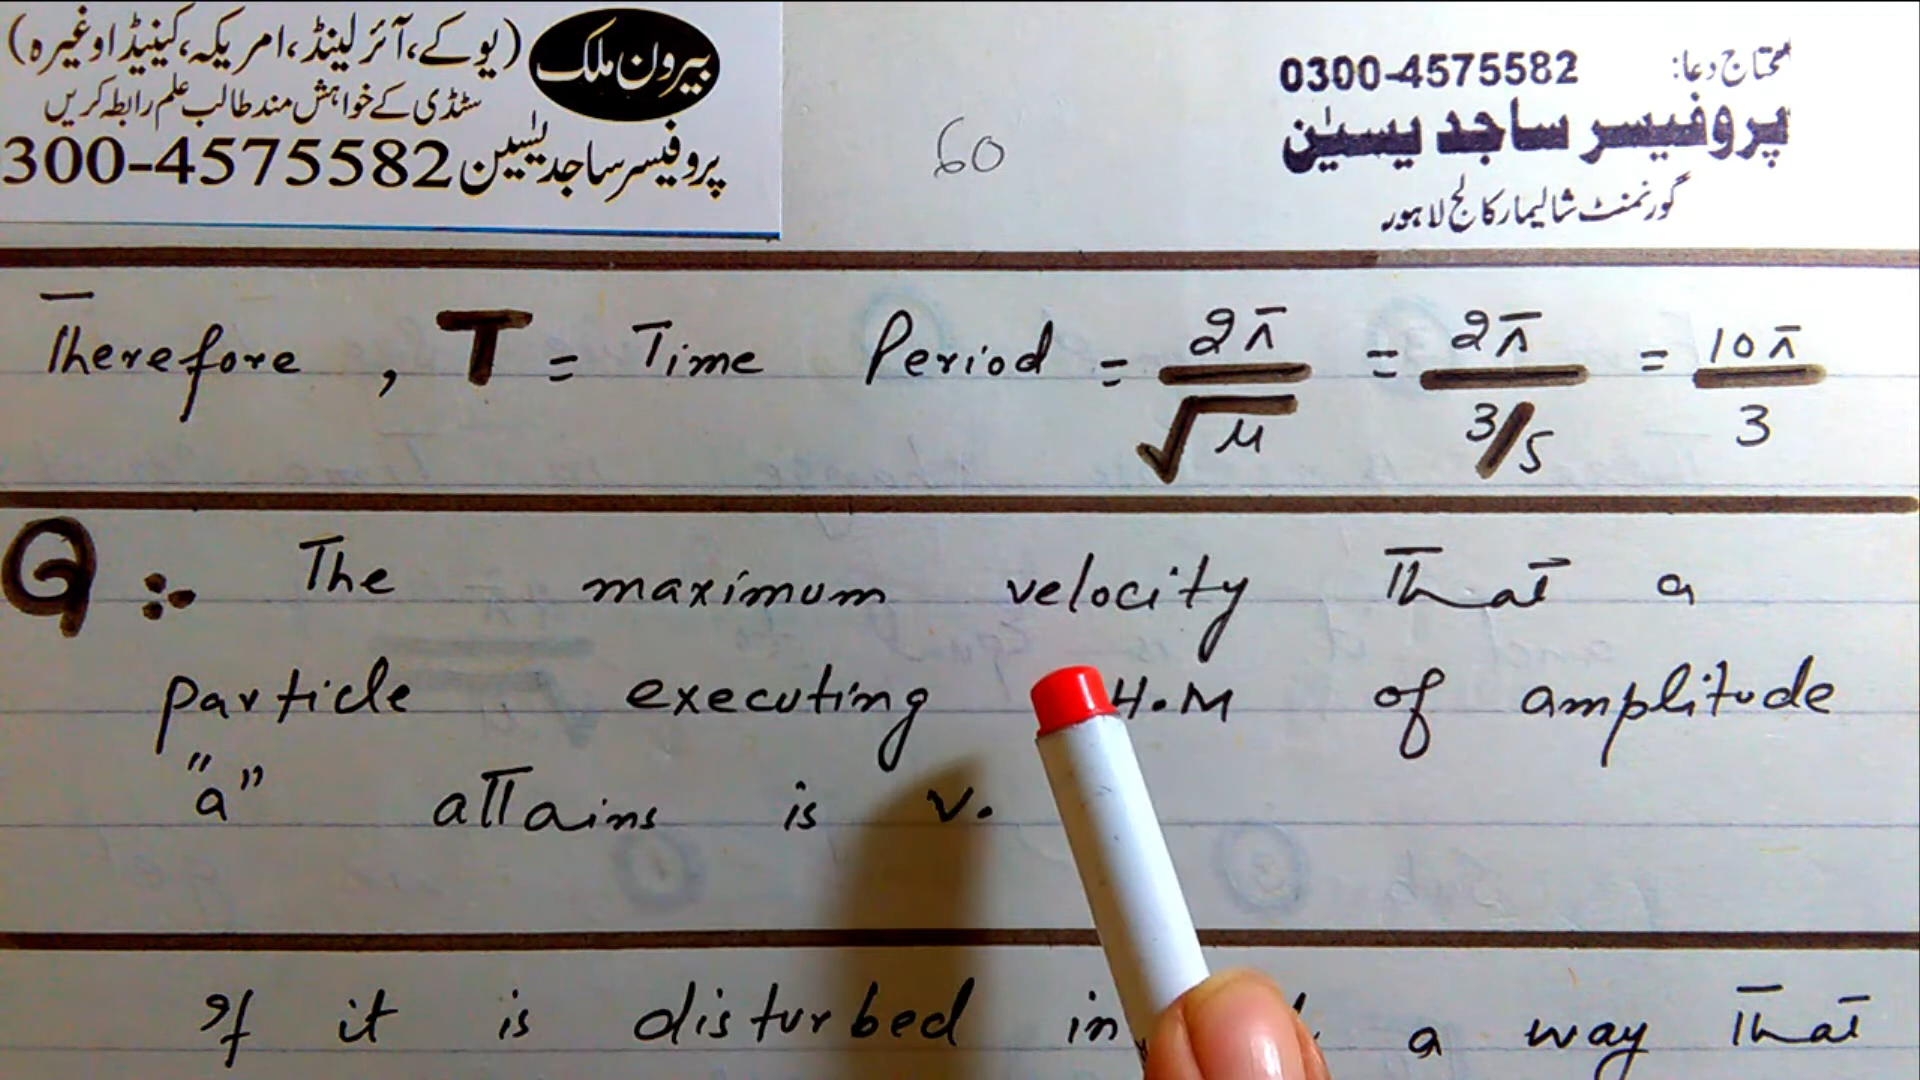 بیرون ملک (یوکے، آئرلینڈ، امریکہ، کینیڈا وغیرہ)
سٹڈی کے خواہش مند طالب علم رابطہ کریں
پروفیسر ساجد یٰسین 300-4575582
60
محتاج دعا: 0300-4575582
پروفیسر ساجد یسیٰن
گورنمنٹ شالیمار کالج لاہور
Therefore , T = Time Period = 2π/√μ = 2π/3/5 = 10π/3
Q :- The maximum velocity that a
particle executing H.M of amplitude
"a" attains is v.
If it is disturbed in a way that